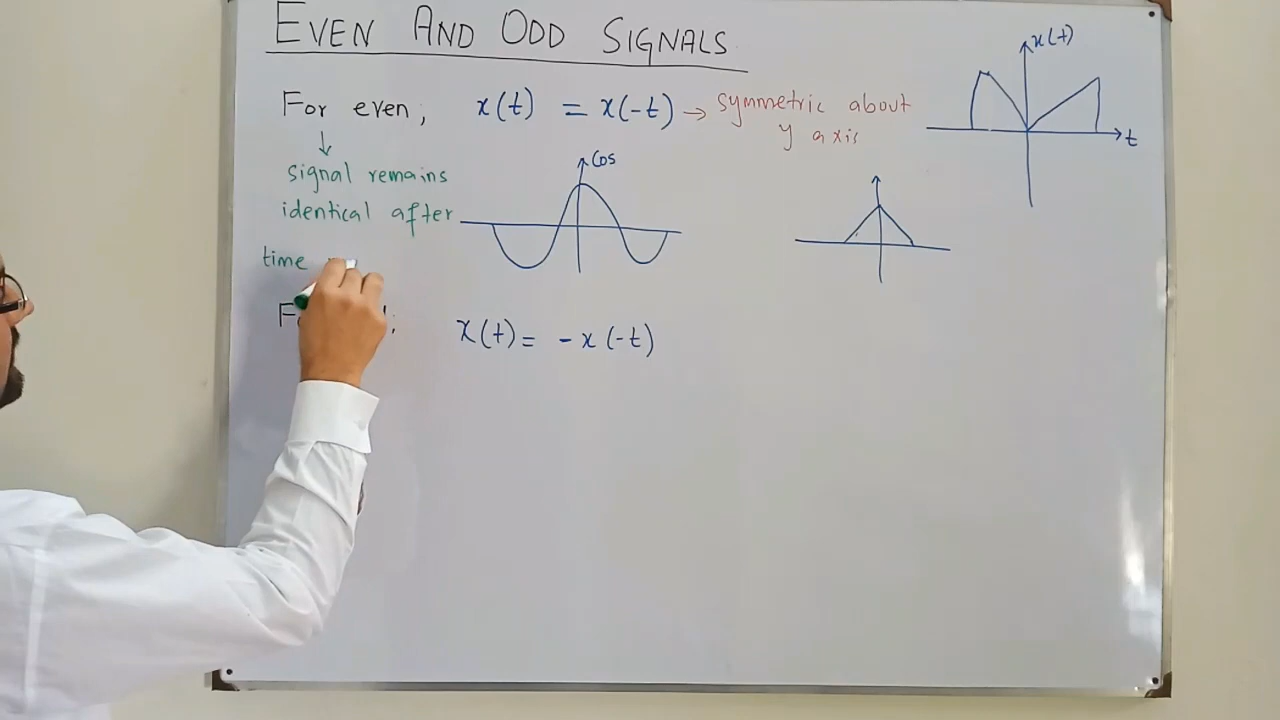 EVEN AND ODD SIGNALS
For even; x(t) = x(-t) → symmetric about
y axis
x(t)
t
↓
signal remains
identical after
time
Cos
x(t) = -x(-t)